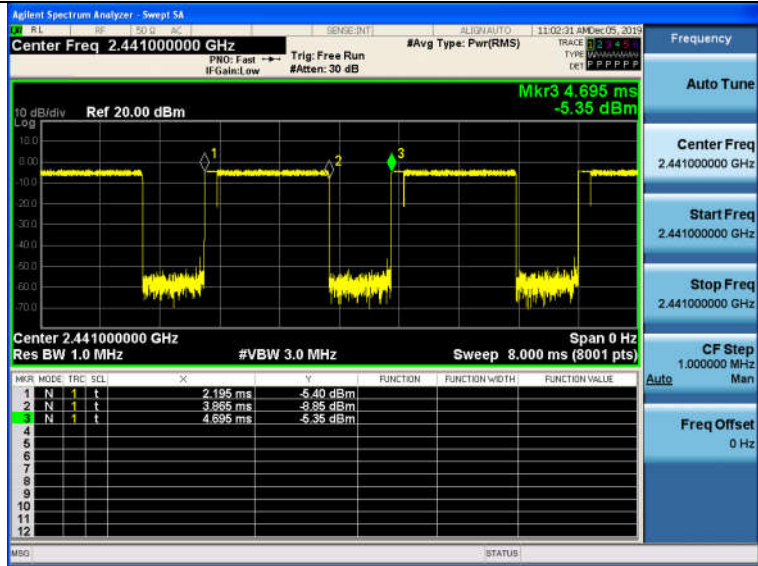 Agilent Spectrum Analyzer - Swept SA
RL RF 50 Ω AC SENSE:INT ALIGNAUTO 11:02:31 AMDec 05, 2019
Center Freq 2.441000000 GHz
PNO: Fast
IFGain:Low
Trig: Free Run
#Atten: 30 dB
#Avg Type: Pwr(RMS)
TRACE 1 2 3 4 5 6
TYPE
DET P P P P P P
Frequency
Mkr3 4.695 ms
-5.35 dBm
10 dB/div Ref 20.00 dBm
Log
10.0
0.00
-10.0
-20.0
-30.0
-40.0
-50.0
-60.0
-70.0
1
2
3
Center 2.441000000 GHz Span 0 Hz
Res BW 1.0 MHz #VBW 3.0 MHz Sweep 8.000 ms (8001 pts)
MKR MODE TRC SCL X Y FUNCTION FUNCTION WIDTH FUNCTION VALUE
1 N 1 t 2.195 ms -5.40 dBm
2 N 1 t 3.865 ms -8.85 dBm
3 N 1 t 4.695 ms -5.35 dBm
4
5
6
7
8
9
10
11
12
MSG STATUS
Auto Tune
Center Freq
2.441000000 GHz
Start Freq
2.441000000 GHz
Stop Freq
2.441000000 GHz
CF Step
1.000000 MHz
Auto Man
Freq Offset
0 Hz